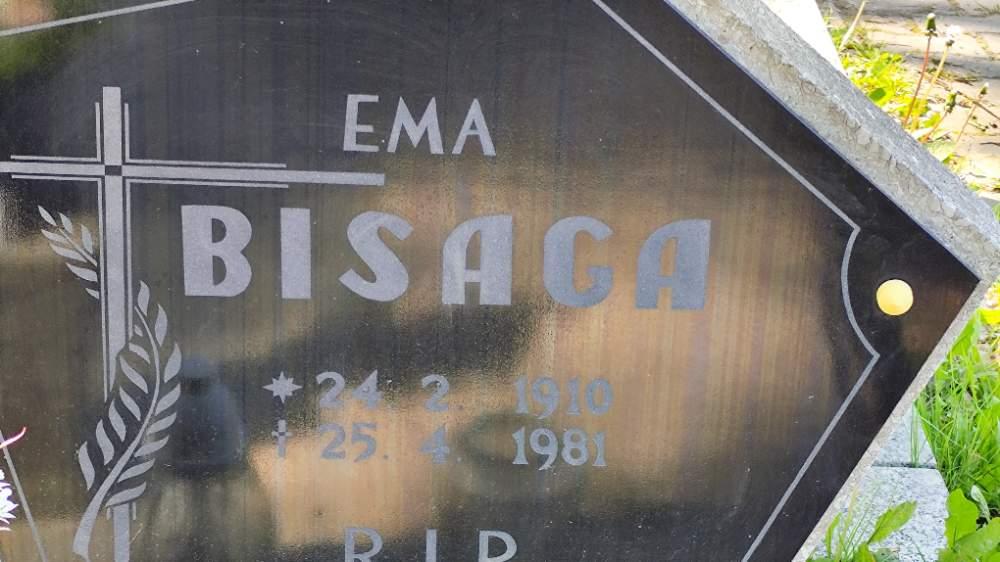 EMA
BISAGA
24. 2. 1910
† 25. 4. 1981
R.I.P.